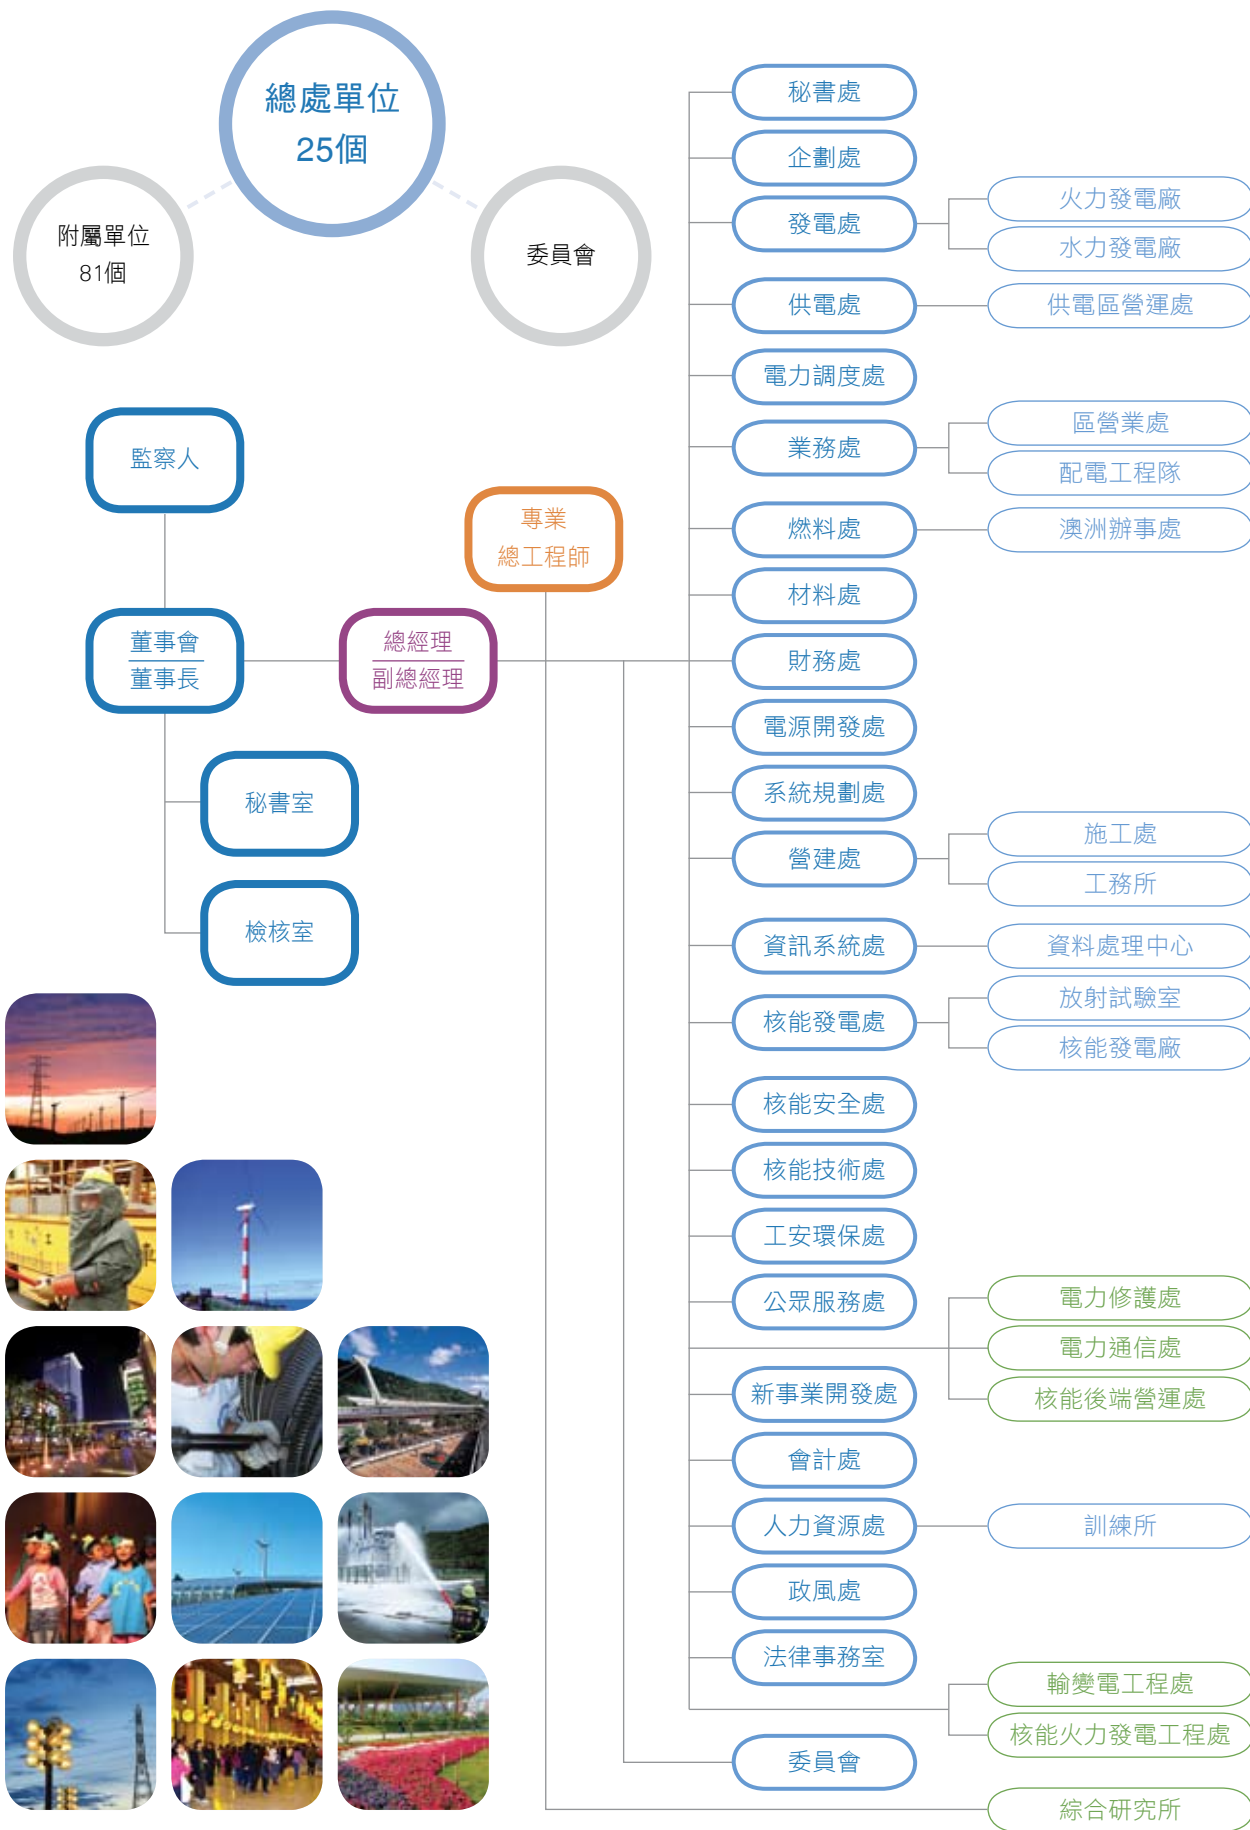 總處單位
25個
附屬單位
81個
委員會
監察人
董事會
董事長
秘書室
檢核室
總經理
副總經理
專業
總工程師
秘書處
企劃處
發電處
火力發電廠
水力發電廠
供電處
供電區營運處
電力調度處
業務處
區營業處
配電工程隊
燃料處
澳洲辦事處
材料處
財務處
電源開發處
系統規劃處
營建處
施工處
工務所
資訊系統處
資料處理中心
核能發電處
放射試驗室
核能發電廠
核能安全處
核能技術處
工安環保處
公眾服務處
電力修護處
電力通信處
核能後端營運處
新事業開發處
會計處
人力資源處
訓練所
政風處
法律事務室
輸變電工程處
核能火力發電工程處
委員會
綜合研究所